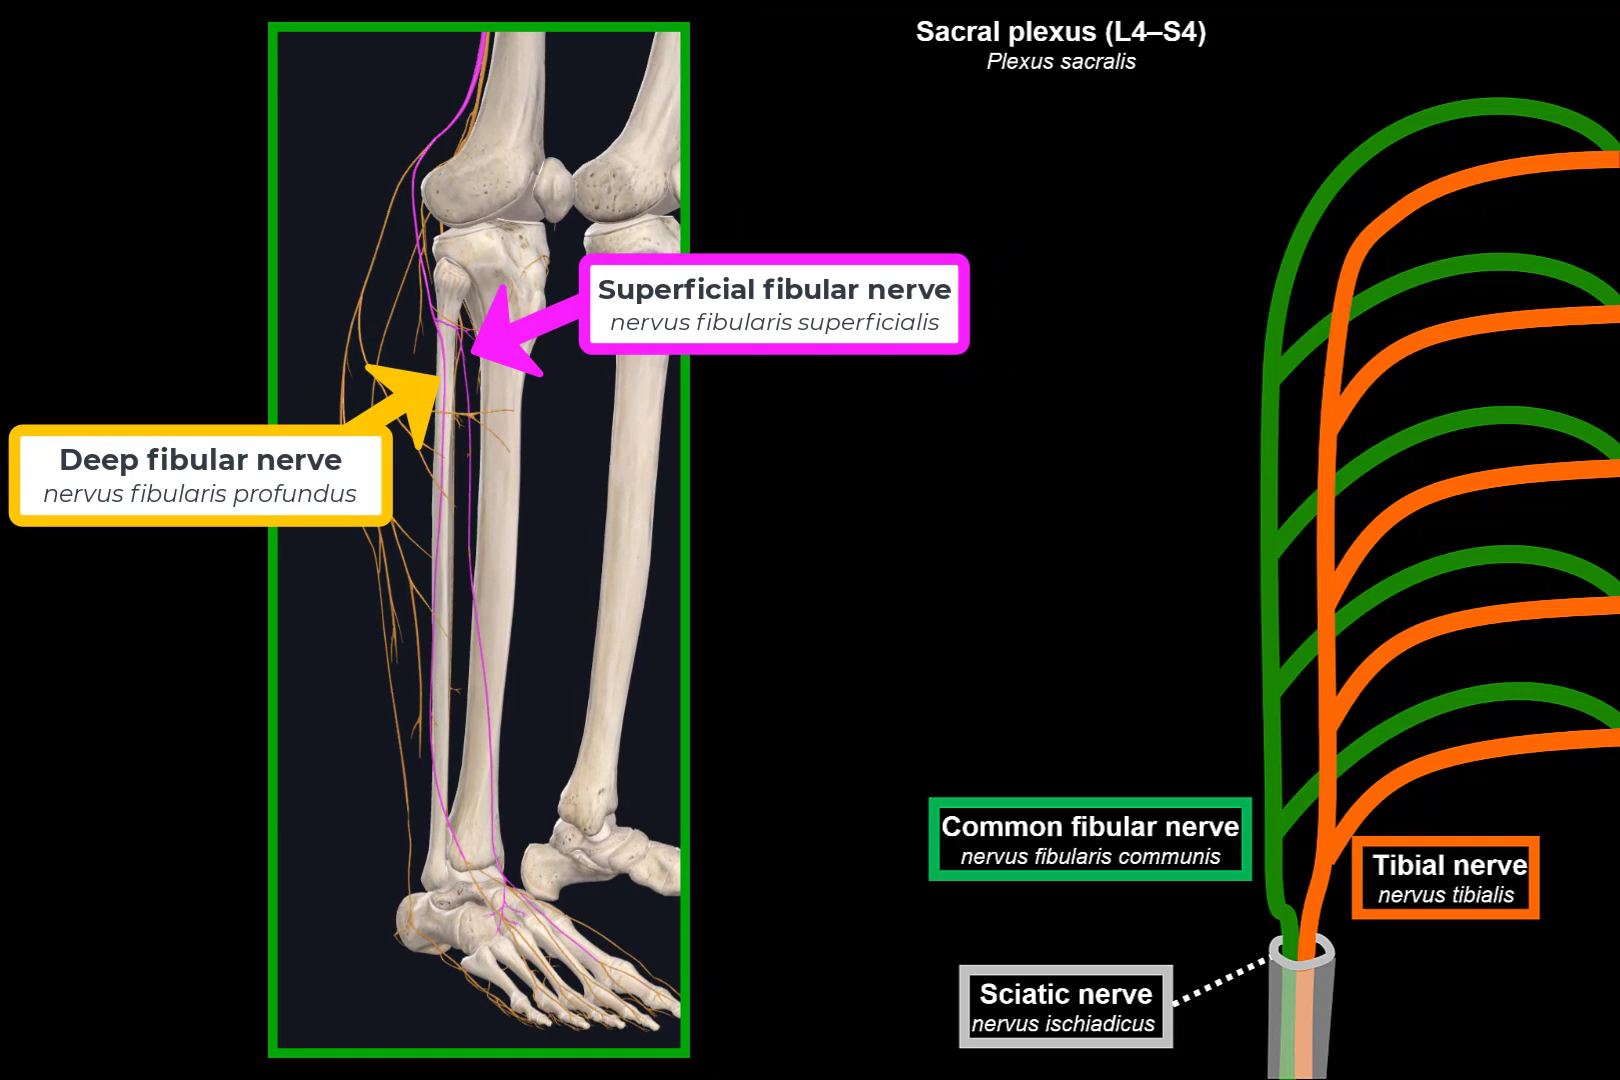 Sacral plexus (L4–S4)
Plexus sacralis
Superficial fibular nerve
nervus fibularis superficialis
Deep fibular nerve
nervus fibularis profundus
Common fibular nerve
nervus fibularis communis
Tibial nerve
nervus tibialis
Sciatic nerve
nervus ischiadicus